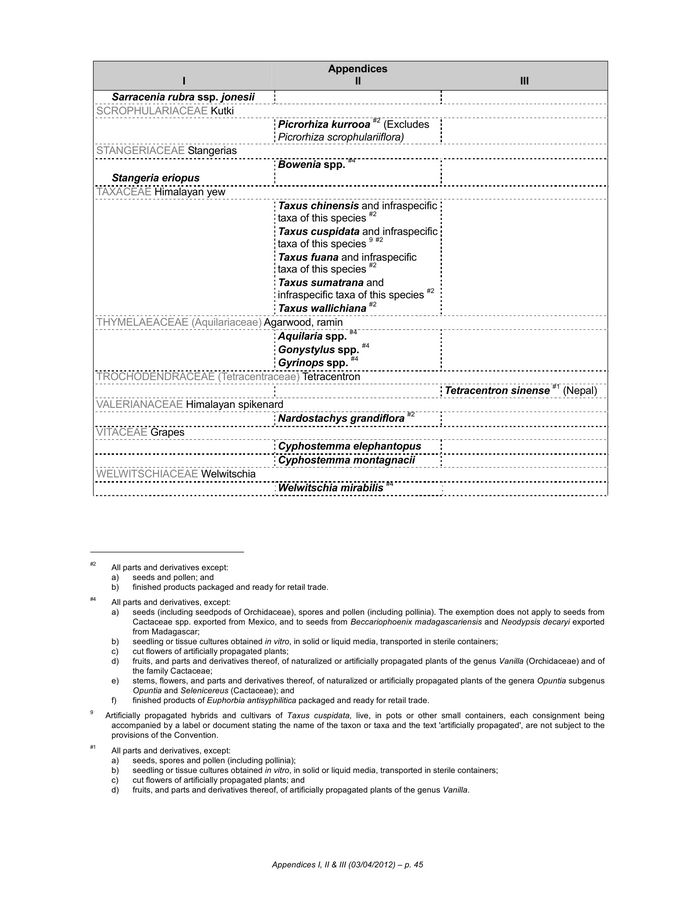 Appendices
I II III
Sarracenia rubra ssp. jonesii
SCROPHULARIACEAE Kutki
Picrorhiza kurrooa #2 (Excludes
Picrorhiza scrophulariiflora)
STANGERIACEAE Stangerias
Bowenia spp. #4
Stangeria eriopus
TAXACEAE Himalayan yew
Taxus chinensis and infraspecific
taxa of this species #2
Taxus cuspidata and infraspecific
taxa of this species 9 #2
Taxus fuana and infraspecific
taxa of this species #2
Taxus sumatrana and
infraspecific taxa of this species #2
Taxus wallichiana #2
THYMELAEACEAE (Aquilariaceae) Agarwood, ramin
Aquilaria spp. #4
Gonystylus spp. #4
Gyrinops spp. #4
TROCHODENDRACEAE (Tetracentraceae) Tetracentron
Tetracentron sinense #1 (Nepal)
VALERIANACEAE Himalayan spikenard
Nardostachys grandiflora #2
VITACEAE Grapes
Cyphostemma elephantopus
Cyphostemma montagnacii
WELWITSCHIACEAE Welwitschia
Welwitschia mirabilis #4
#2 All parts and derivatives except:
a) seeds and pollen; and
b) finished products packaged and ready for retail trade.
#4 All parts and derivatives, except:
a) seeds (including seedpods of Orchidaceae), spores and pollen (including pollinia). The exemption does not apply to seeds from
Cactaceae spp. exported from Mexico, and to seeds from Beccariophoenix madagascariensis and Neodypsis decaryi exported
from Madagascar;
b) seedling or tissue cultures obtained in vitro, in solid or liquid media, transported in sterile containers;
c) cut flowers of artificially propagated plants;
d) fruits, and parts and derivatives thereof, of naturalized or artificially propagated plants of the genus Vanilla (Orchidaceae) and of
the family Cactaceae;
e) stems, flowers, and parts and derivatives thereof, of naturalized or artificially propagated plants of the genera Opuntia subgenus
Opuntia and Selenicereus (Cactaceae); and
f) finished products of Euphorbia antisyphilitica packaged and ready for retail trade.
9 Artificially propagated hybrids and cultivars of Taxus cuspidata, live, in pots or other small containers, each consignment being
accompanied by a label or document stating the name of the taxon or taxa and the text 'artificially propagated', are not subject to the
provisions of the Convention.
#1 All parts and derivatives, except:
a) seeds, spores and pollen (including pollinia);
b) seedling or tissue cultures obtained in vitro, in solid or liquid media, transported in sterile containers;
c) cut flowers of artificially propagated plants; and
d) fruits, and parts and derivatives thereof, of artificially propagated plants of the genus Vanilla.
Appendices I, II & III (03/04/2012) – p. 45